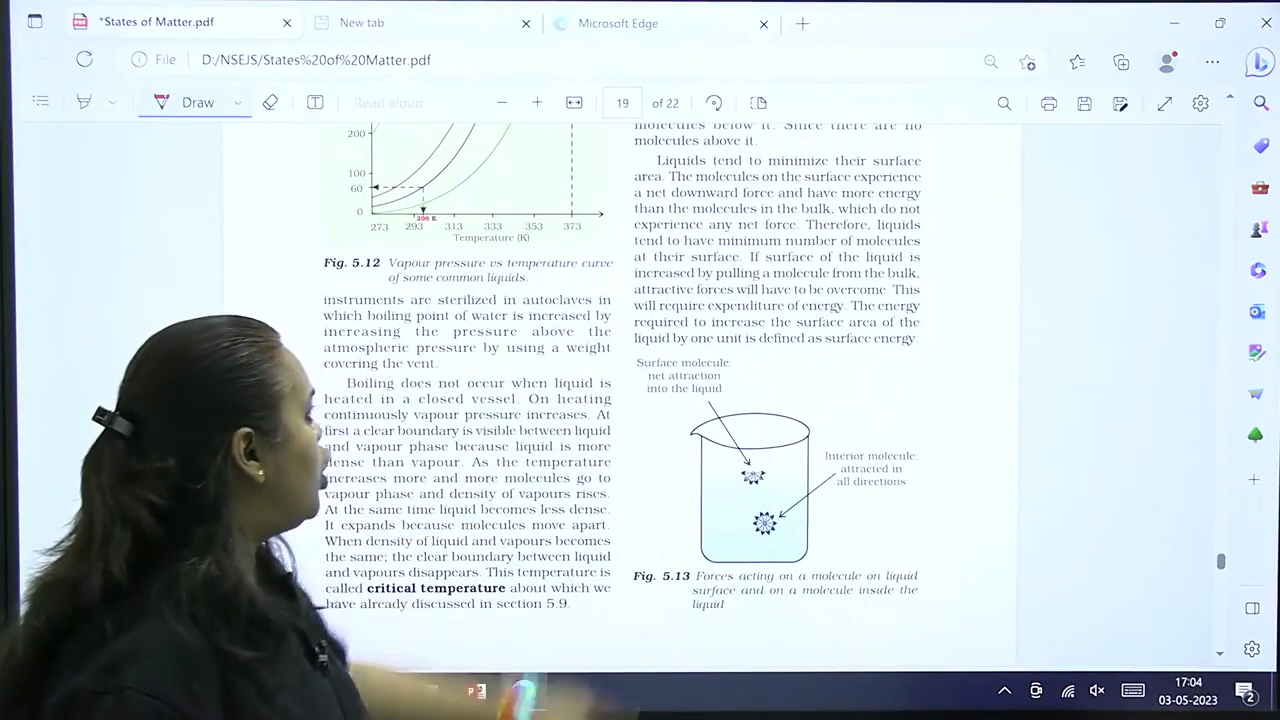 *States of Matter.pdf
New tab
Microsoft Edge
File
D:/NSEJS/States%20of%20Matter.pdf
Draw
Read aloud
19
of 22
200
100
60
0
298 K
273
293
313
333
353
373
Temperature (K)
Fig. 5.12 Vapour pressure vs temperature curve
of some common liquids.
instruments are sterilized in autoclaves in
which boiling point of water is increased by
increasing the pressure above the
atmospheric pressure by using a weight
covering the vent.
Boiling does not occur when liquid is
heated in a closed vessel. On heating
continuously vapour pressure increases. At
first a clear boundary is visible between liquid
and vapour phase because liquid is more
dense than vapour. As the temperature
increases more and more molecules go to
vapour phase and density of vapours rises.
At the same time liquid becomes less dense.
It expands because molecules move apart.
When density of liquid and vapours becomes
the same; the clear boundary between liquid
and vapours disappears. This temperature is
called critical temperature about which we
have already discussed in section 5.9.
molecules below it. Since there are no
molecules above it.
Liquids tend to minimize their surface
area. The molecules on the surface experience
a net downward force and have more energy
than the molecules in the bulk, which do not
experience any net force. Therefore, liquids
tend to have minimum number of molecules
at their surface. If surface of the liquid is
increased by pulling a molecule from the bulk,
attractive forces will have to be overcome. This
will require expenditure of energy. The energy
required to increase the surface area of the
liquid by one unit is defined as surface energy.
Surface molecule:
net attraction
into the liquid
Interior molecule:
attracted in
all directions
Fig. 5.13 Forces acting on a molecule on liquid
surface and on a molecule inside the
liquid
17:04
03-05-2023
2